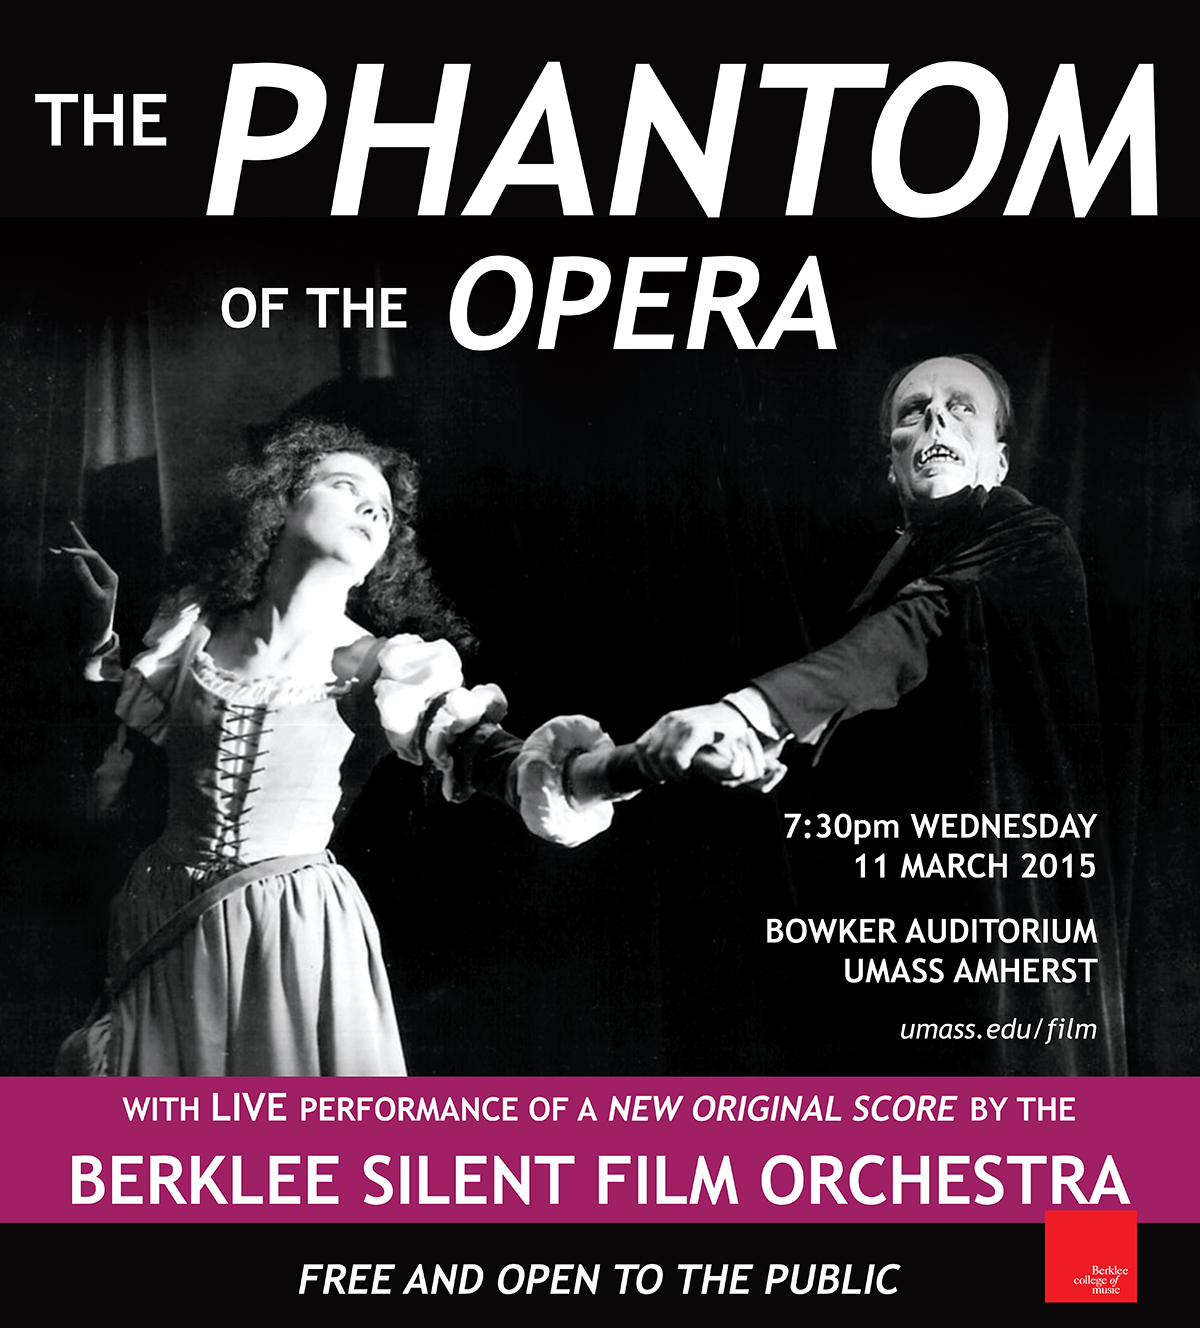 THE PHANTOM
OF THE OPERA
7:30pm WEDNESDAY
11 MARCH 2015
BOWKER AUDITORIUM
UMASS AMHERST
umass.edu/film
WITH LIVE PERFORMANCE OF A NEW ORIGINAL SCORE BY THE
BERKLEE SILENT FILM ORCHESTRA
FREE AND OPEN TO THE PUBLIC
Berklee
college of
music